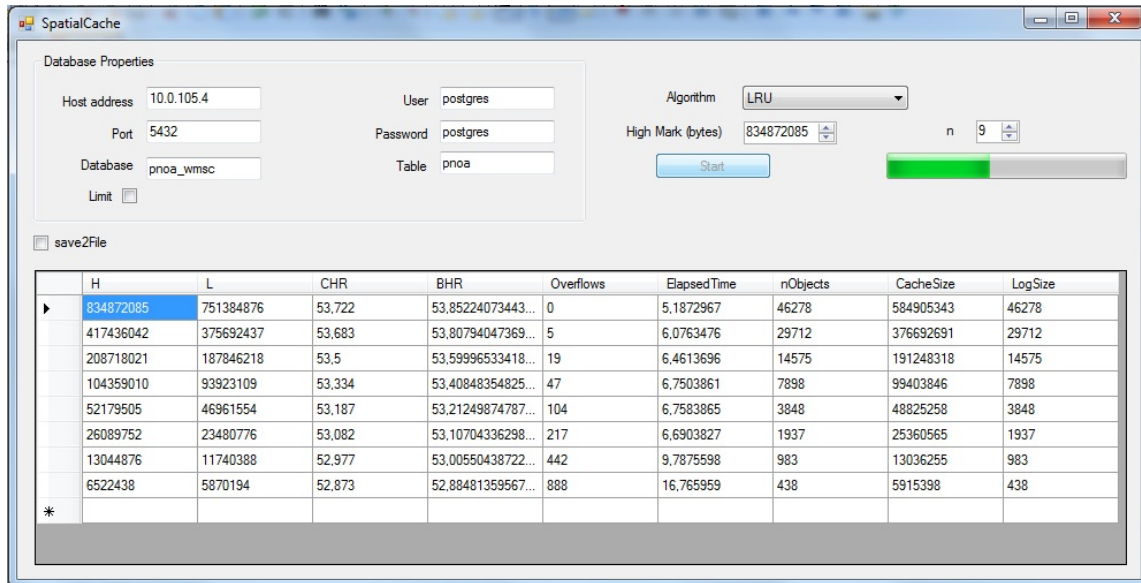 SpatialCache
Database Properties
Host address 10.0.105.4 User postgres Algorithm LRU
Port 5432 Password postgres High Mark (bytes) 834872085 n 9
Database pnoa_wmsc Table pnoa Start
Limit
save2File
H L CHR BHR Overflows ElapsedTime nObjects CacheSize LogSize
834872085 751384876 53,722 53,85224073443... 0 5,1872967 46278 584905343 46278
417436042 375692437 53,683 53,80794047369... 5 6,0763476 29712 376692691 29712
208718021 187846218 53,5 53,59996533418... 19 6,4613696 14575 191248318 14575
104359010 93923109 53,334 53,40848354825... 47 6,7503861 7898 99403846 7898
52179505 46961554 53,187 53,21249874787... 104 6,7583865 3848 48825258 3848
26089752 23480776 53,082 53,10704336298... 217 6,6903827 1937 25360565 1937
13044876 11740388 52,977 53,00550438722... 442 9,7875598 983 13036255 983
6522438 5870194 52,873 52,88481359567... 888 16,765959 438 5915398 438